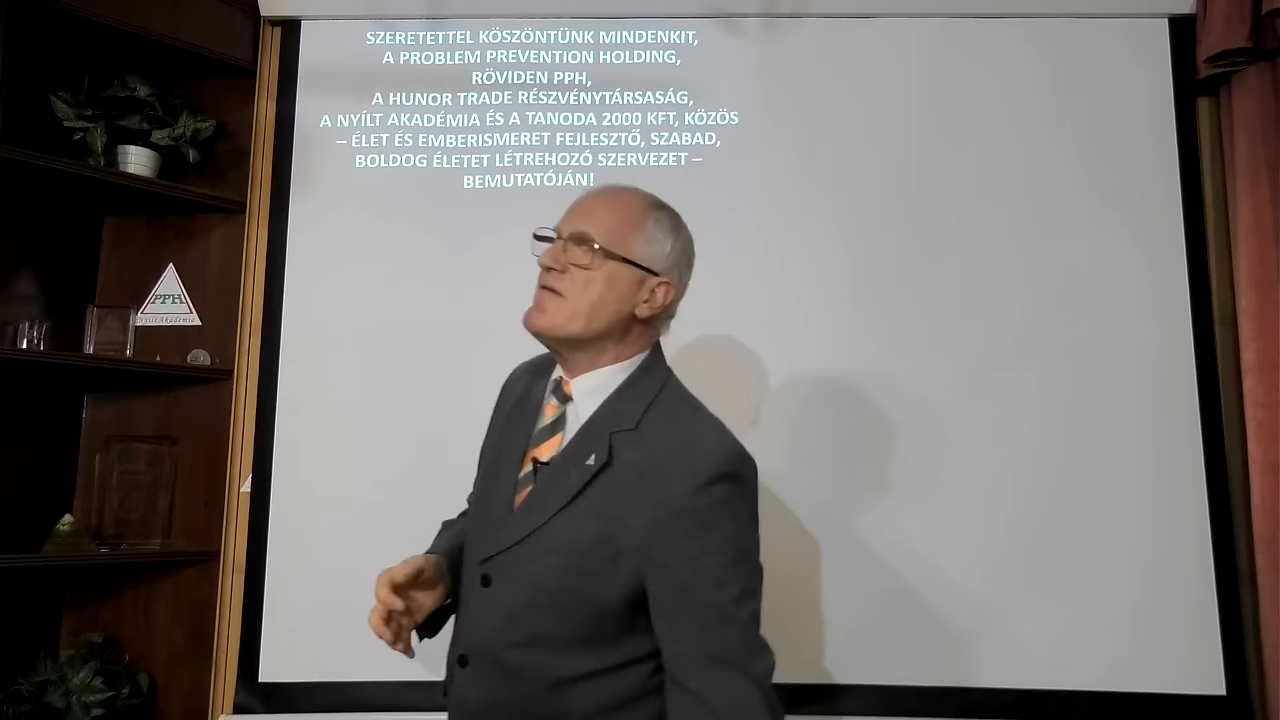 SZERETETTEL KÖSZÖNTÜNK MINDENKIT,
A PROBLEM PREVENTION HOLDING,
RÖVIDEN PPH,
A HUNOR TRADE RÉSZVÉNYTÁRSASÁG,
A NYÍLT AKADÉMIA ÉS A TANODA 2000 KFT, KÖZÖS
– ÉLET ÉS EMBERISMERET FEJLESZTŐ, SZABAD,
BOLDOG ÉLETET LÉTREHOZÓ SZERVEZET –
BEMUTATÓJÁN!
PPH
Nyílt Akadémia